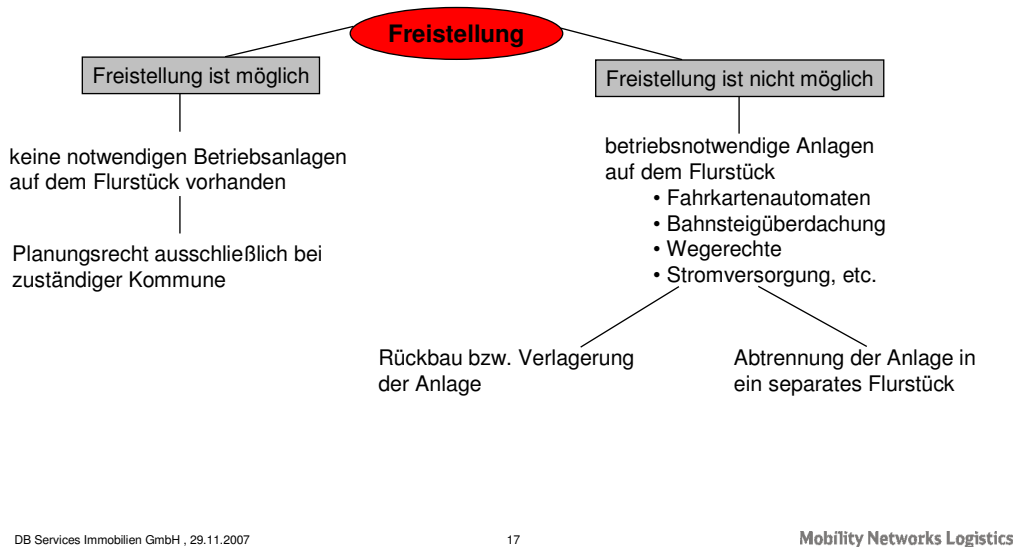 Freistellung
Freistellung ist möglich
keine notwendigen Betriebsanlagen
auf dem Flurstück vorhanden
Planungsrecht ausschließlich bei
zuständiger Kommune
Freistellung ist nicht möglich
betriebsnotwendige Anlagen
auf dem Flurstück
• Fahrkartenautomaten
• Bahnsteigüberdachung
• Wegerechte
• Stromversorgung, etc.
Rückbau bzw. Verlagerung
der Anlage
Abtrennung der Anlage in
ein separates Flurstück
DB Services Immobilien GmbH , 29.11.2007
17
Mobility Networks Logistics